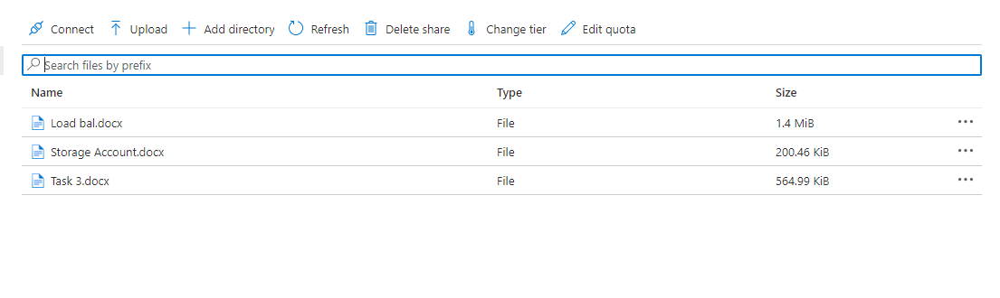 Connect Upload Add directory Refresh Delete share Change tier Edit quota
Search files by prefix
Name Type Size
Load bal.docx File 1.4 MiB
Storage Account.docx File 200.46 KiB
Task 3.docx File 564.99 KiB